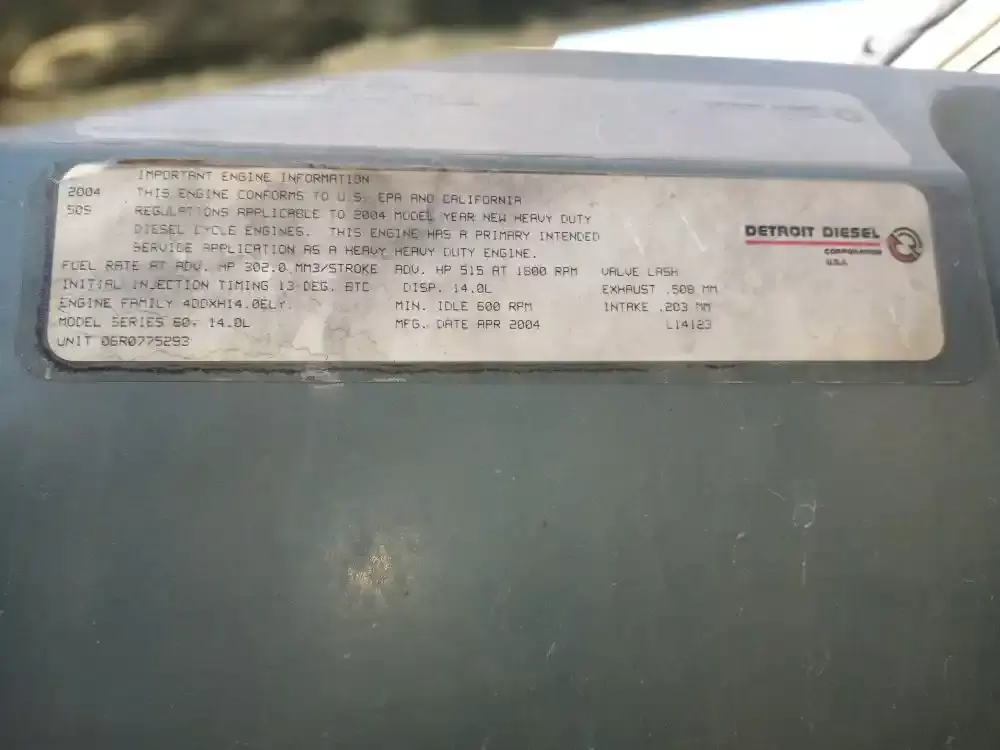 IMPORTANT ENGINE INFORMATION
2004 THIS ENGINE CONFORMS TO U.S. EPA AND CALIFORNIA
50S REGULATIONS APPLICABLE TO 2004 MODEL YEAR NEW HEAVY DUTY
DIESEL CYCLE ENGINES. THIS ENGINE HAS A PRIMARY INTENDED
SERVICE APPLICATION AS A HEAVY HEAVY DUTY ENGINE.
FUEL RATE AT ADV. HP 302.0 MM3/STROKE ADV. HP 515 AT 1800 RPM VALVE LASH
INITIAL INJECTION TIMING 13 DEG. BTC DISP. 14.0L EXHAUST .508 MM
ENGINE FAMILY 4DDXH14.0ELY. MIN. IDLE 600 RPM INTAKE .203 MM
MODEL SERIES 60, 14.0L MFG. DATE APR 2004 L14123
UNIT 06R0775293
DETROIT DIESEL
CORPORATION
U.S.A.